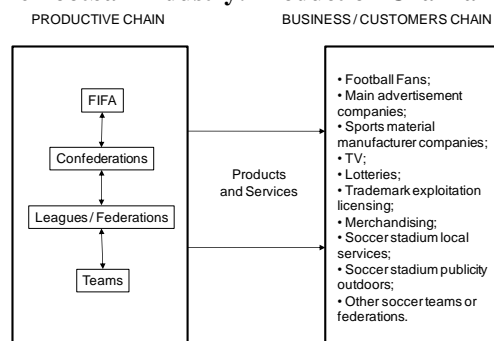 PRODUCTIVE CHAIN
BUSINESS / CUSTOMERS CHAIN
FIFA
Confederations
Leagues / Federations
Teams
Products
and Services
• Football Fans;
• Main advertisement
companies;
• Sports material
manufacturer companies;
• TV;
• Lotteries;
• Trademark exploitation
licensing;
• Merchandising;
• Soccer stadium local
services;
• Soccer stadium publicity
outdoors;
• Other soccer teams or
federations.